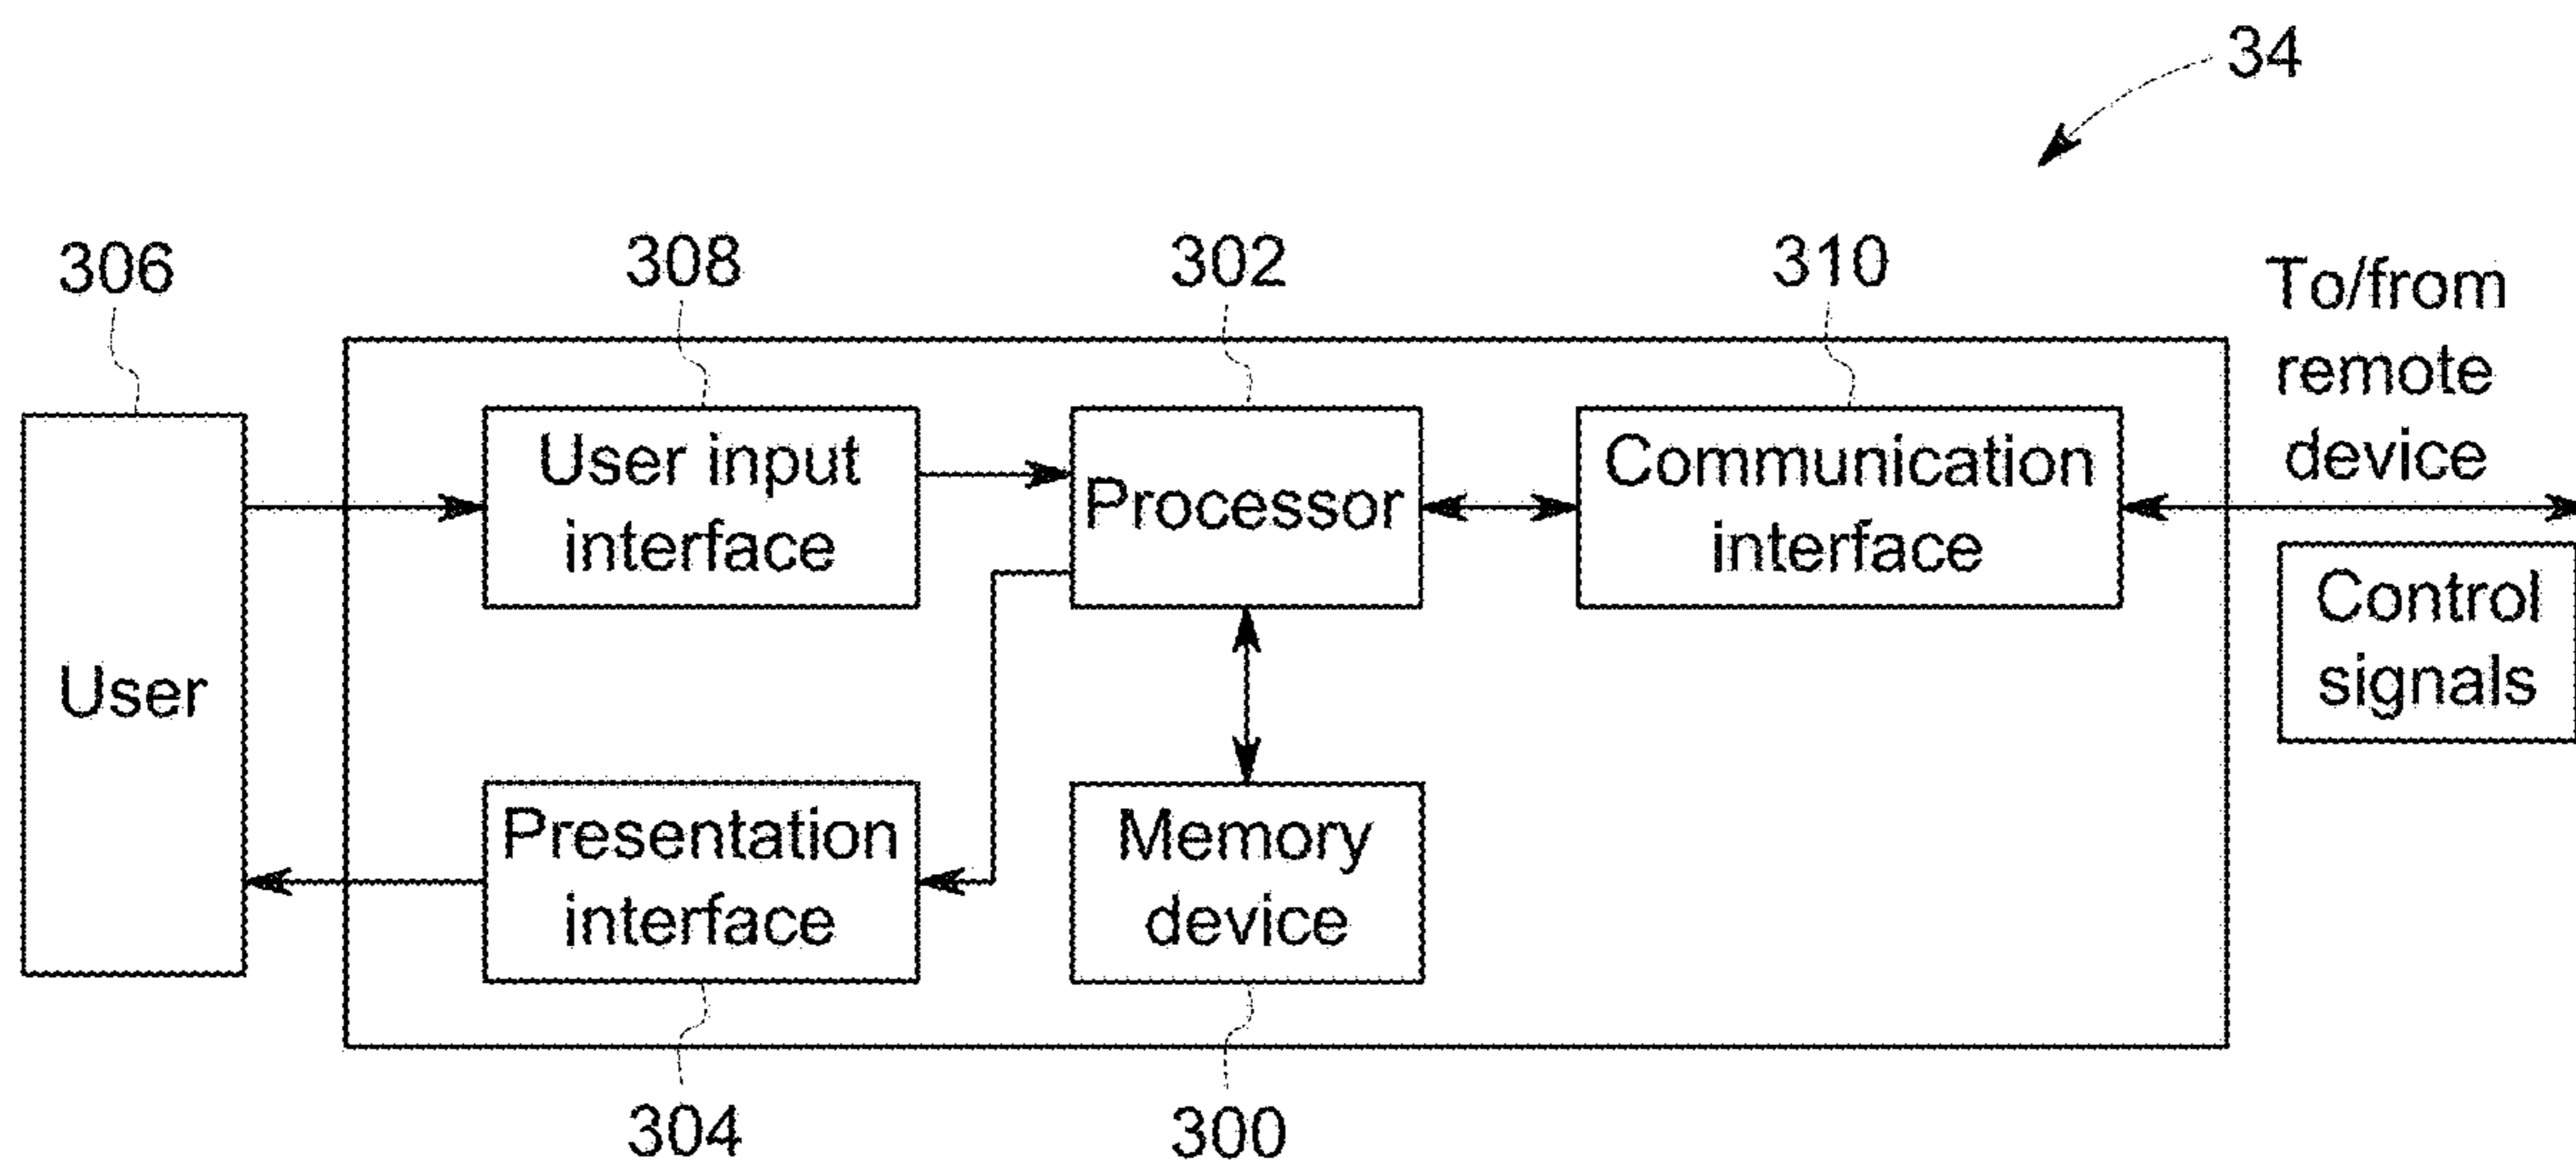 34
306
308
302
310
To/from
remote
device
User input
interface
Processor
Communication
interface
Control
signals
User
Presentation
interface
Memory
device
304
300